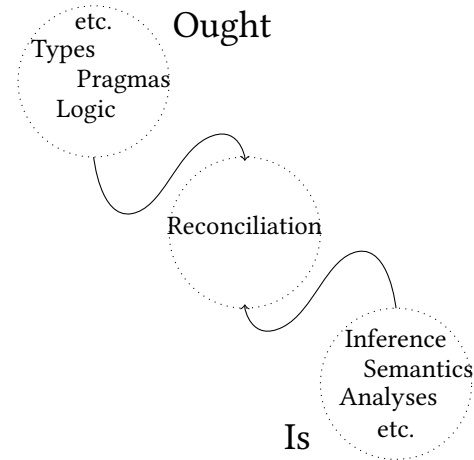 etc.
Ought
Types
Pragmas
Logic
Reconciliation
Inference
Semantics
Analyses
etc.
Is